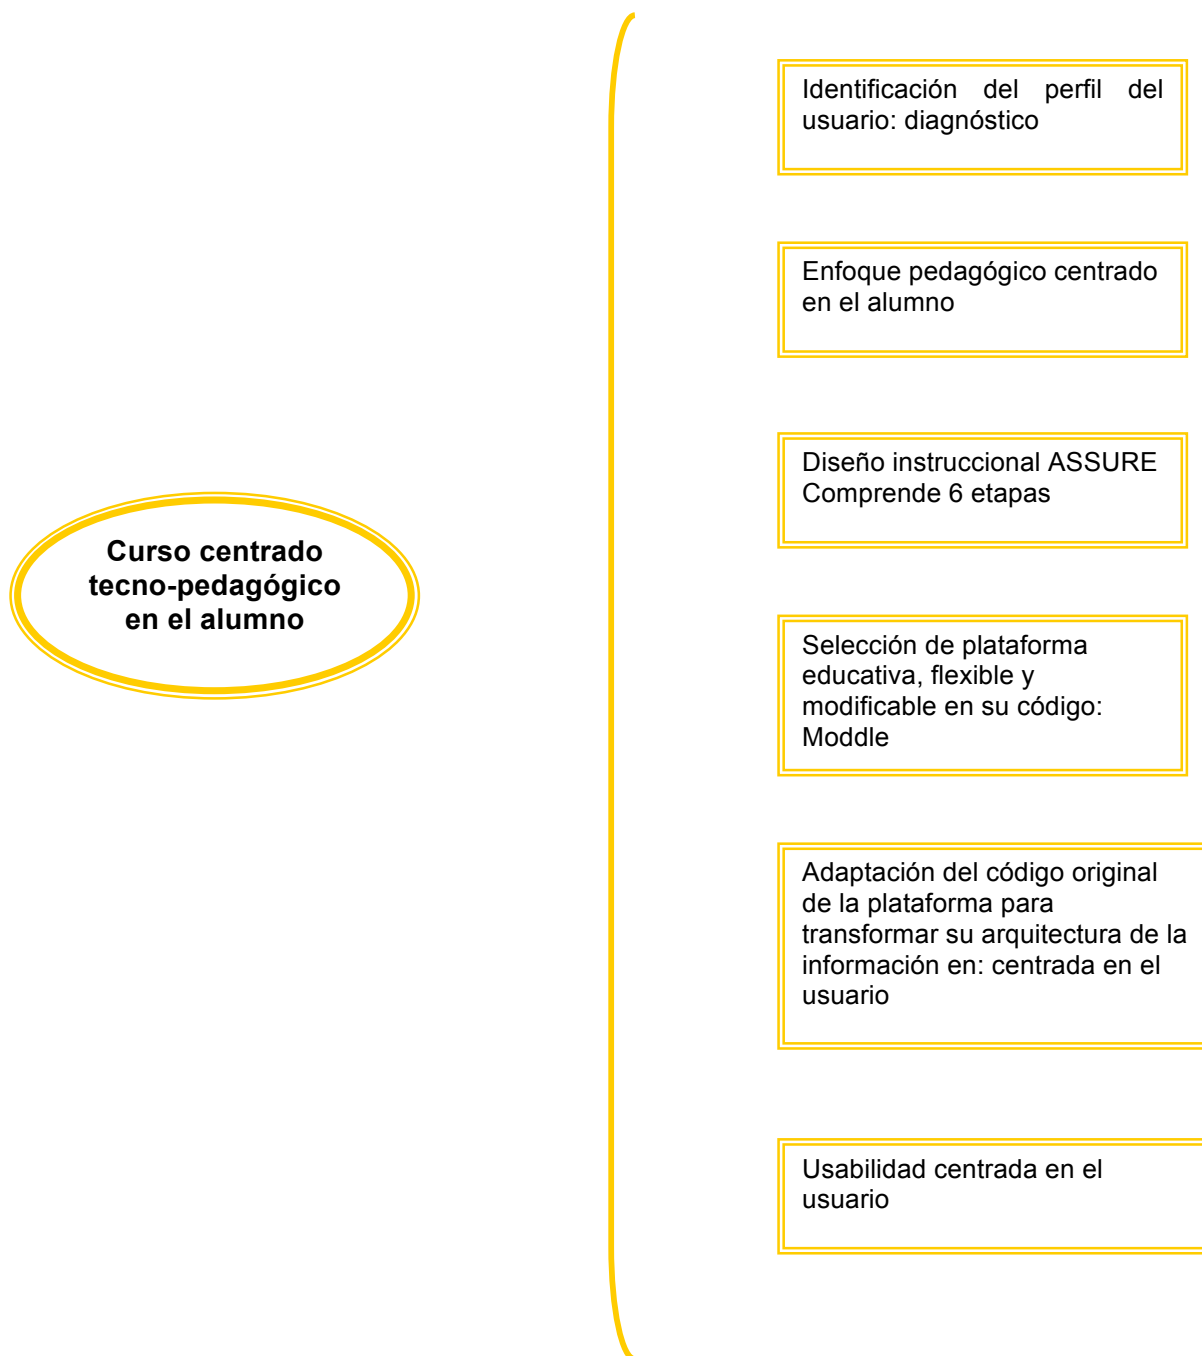 Identificación del perfil del
usuario: diagnóstico
Enfoque pedagógico centrado
en el alumno
Diseño instruccional ASSURE
Comprende 6 etapas
Curso centrado
tecno-pedagógico
en el alumno
Selección de plataforma
educativa, flexible y
modificable en su código:
Moddle
Adaptación del código original
de la plataforma para
transformar su arquitectura de la
información en: centrada en el
usuario
Usabilidad centrada en el
usuario